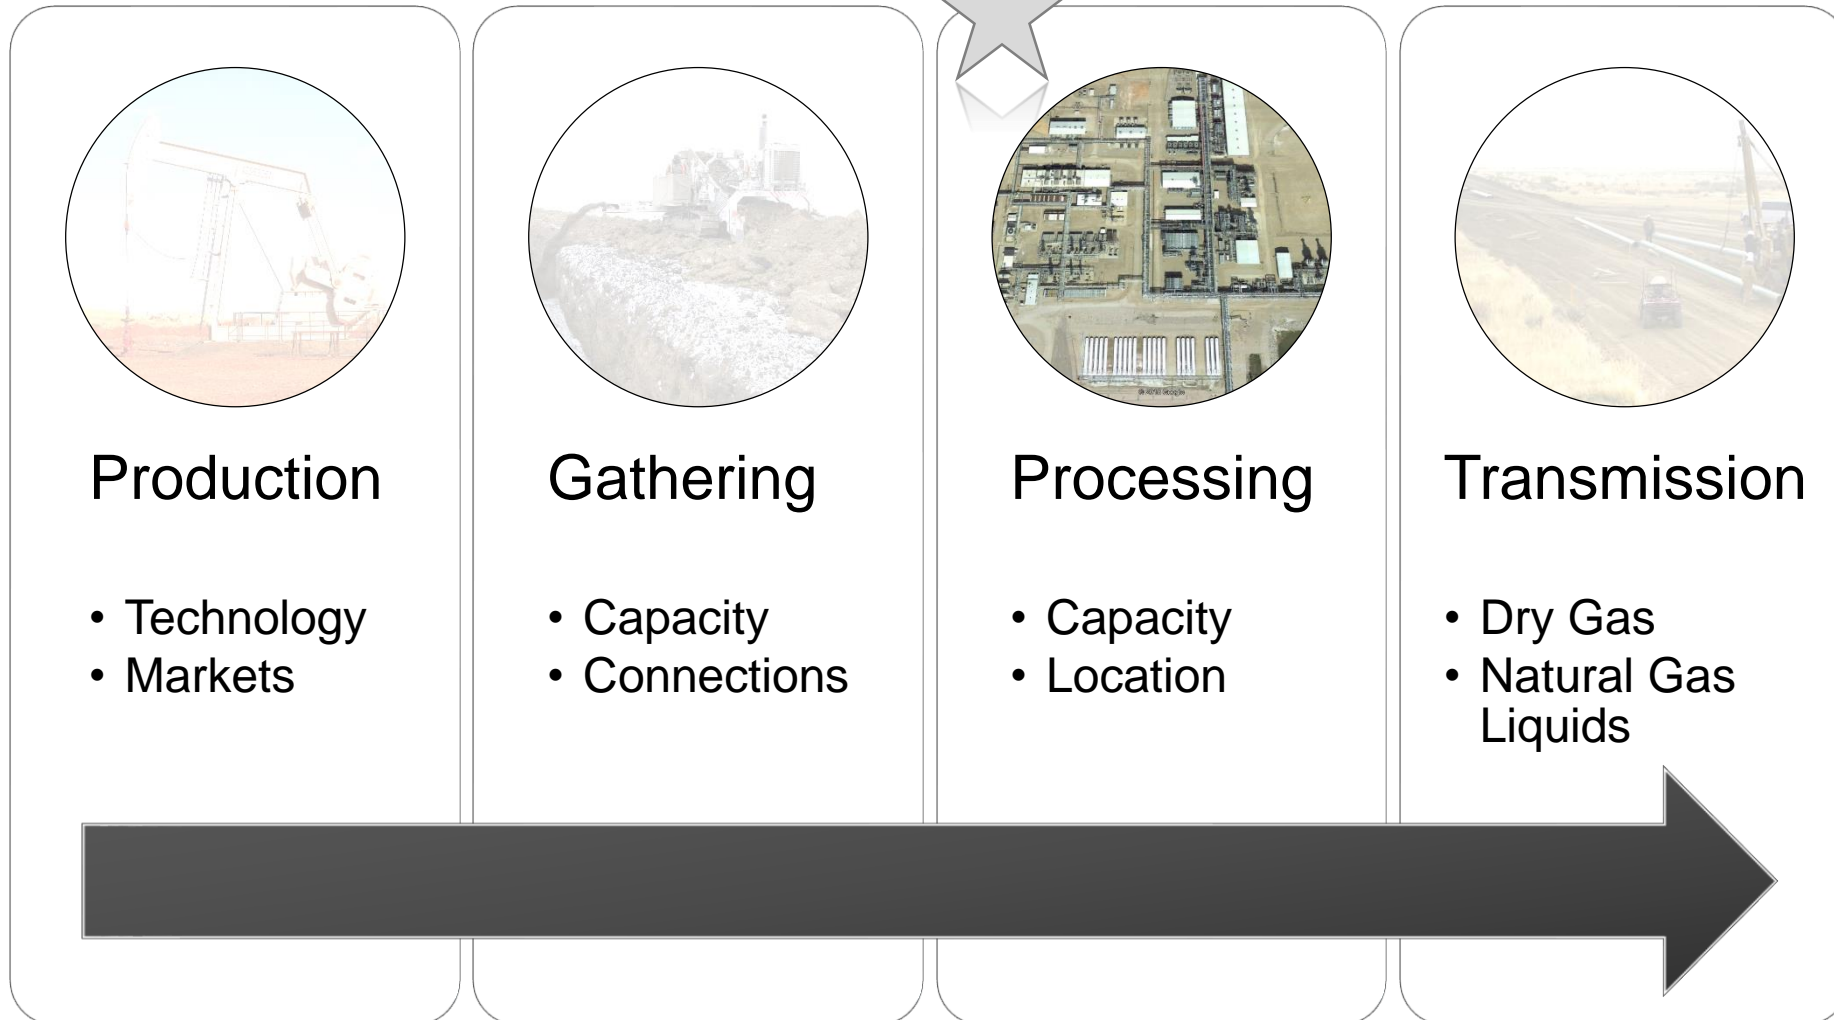 Production
• Technology
• Markets
Gathering
• Capacity
• Connections
Processing
• Capacity
• Location
Transmission
• Dry Gas
• Natural Gas
Liquids